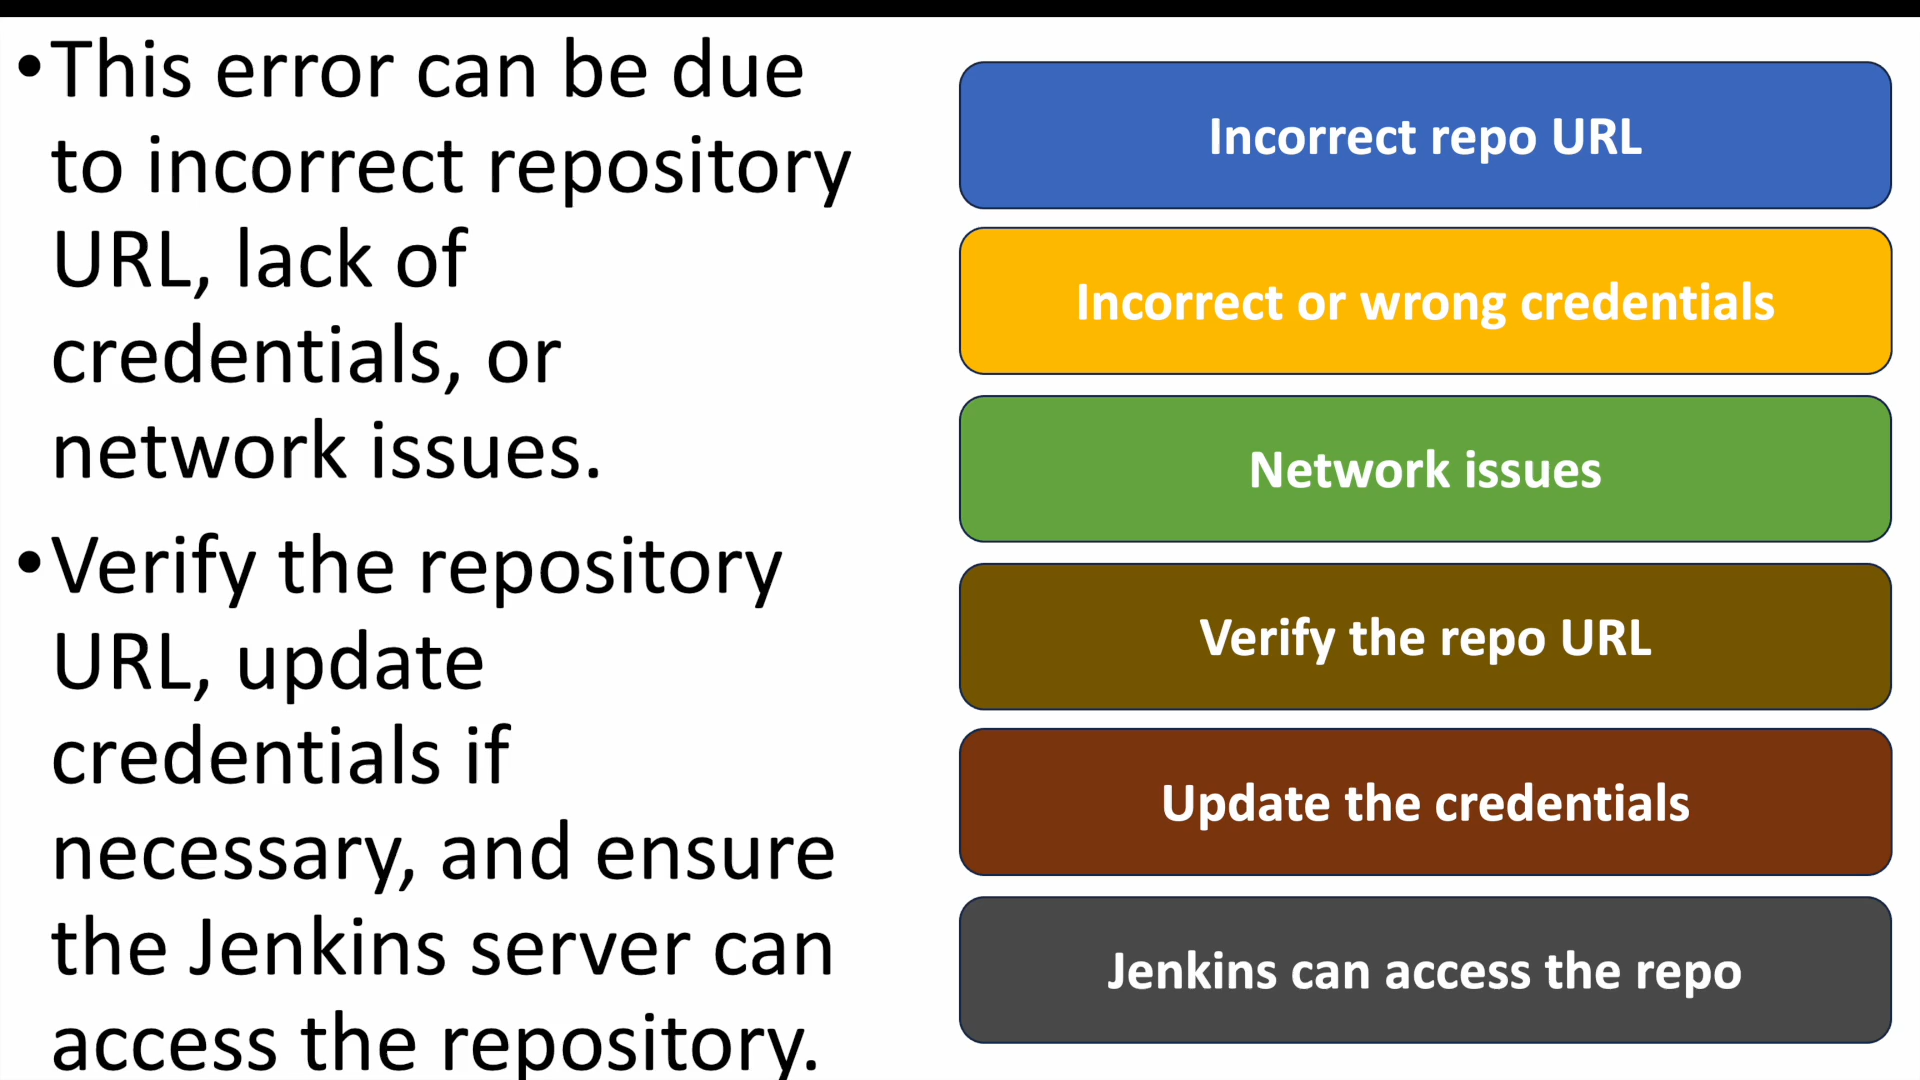 •This error can be due
to incorrect repository
URL, lack of
credentials, or
network issues.
•Verify the repository
URL, update
credentials if
necessary, and ensure
the Jenkins server can
access the repository.
Incorrect repo URL
Incorrect or wrong credentials
Network issues
Verify the repo URL
Update the credentials
Jenkins can access the repo